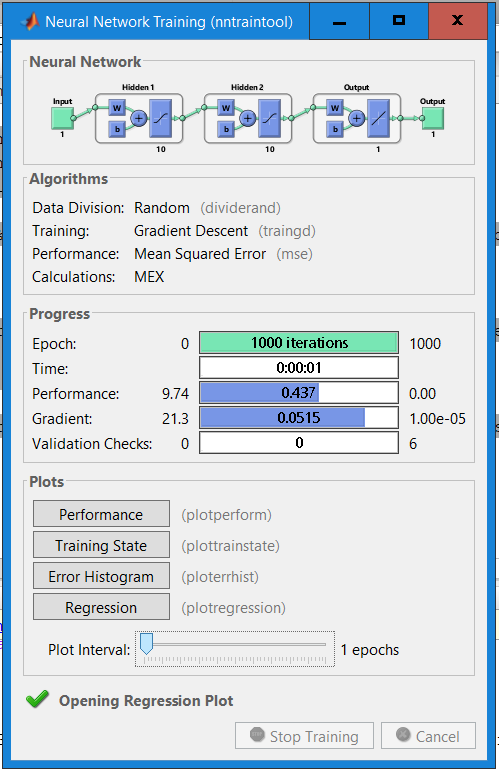 Neural Network Training (nntraintool)
Neural Network
Hidden 1 Hidden 2 Output
Input Output
W W W
+ + +
b b b
1 10 10 1 1
Algorithms
Data Division: Random (dividerand)
Training: Gradient Descent (traingd)
Performance: Mean Squared Error (mse)
Calculations: MEX
Progress
Epoch: 0 1000 iterations 1000
Time: 0:00:01
Performance: 9.74 0.437 0.00
Gradient: 21.3 0.0515 1.00e-05
Validation Checks: 0 0 6
Plots
Performance (plotperform)
Training State (plottrainstate)
Error Histogram (ploterrhist)
Regression (plotregression)
Plot Interval: 1 epochs
Opening Regression Plot
Stop Training Cancel